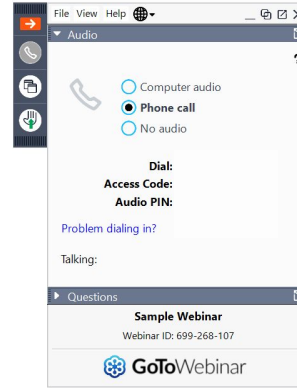 File View Help
Audio
?
Computer audio
Phone call
No audio
Dial:
Access Code:
Audio PIN:
Problem dialing in?
Talking:
Questions
Sample Webinar
Webinar ID: 699-268-107
GoToWebinar